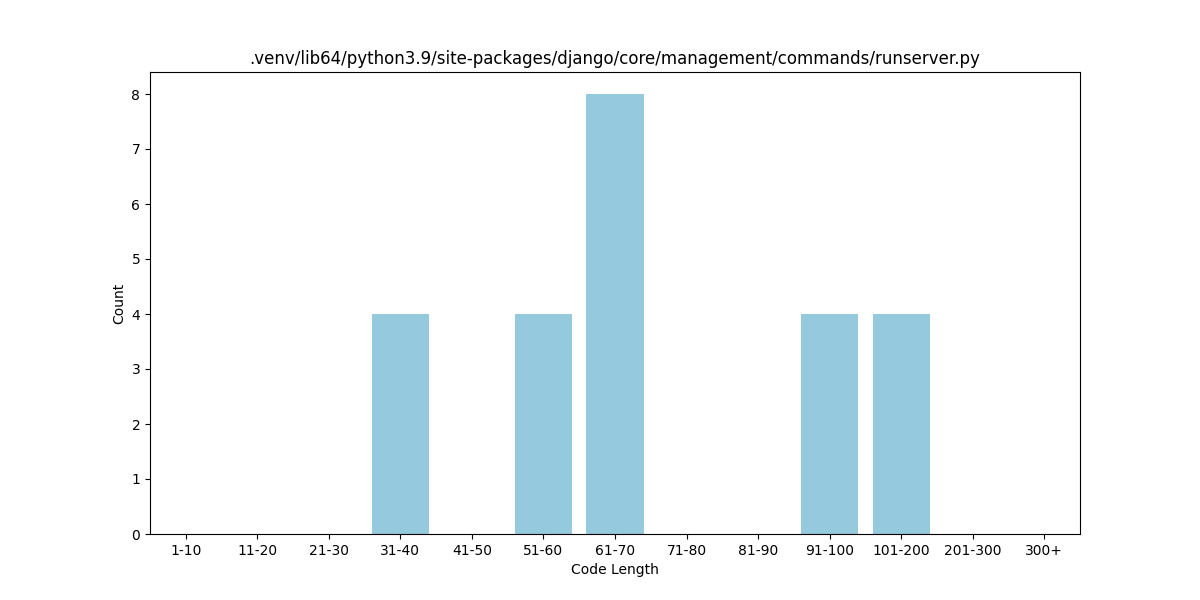 .venv/lib64/python3.9/site-packages/django/core/management/commands/runserver.py
8
7
6
5
4
3
2
1
0
Count
1-10 11-20 21-30 31-40 41-50 51-60 61-70 71-80 81-90 91-100 101-200 201-300 300+
Code Length